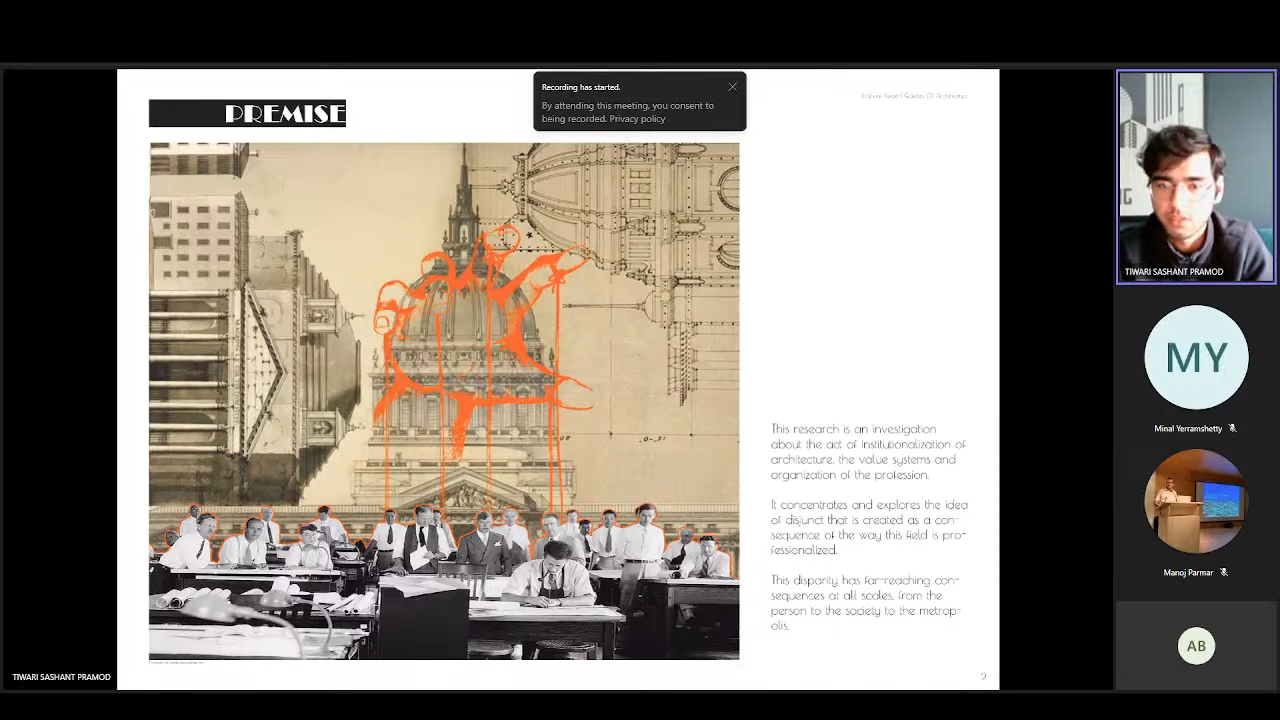 PREMISE
Recording has started.
By attending this meeting, you consent to
being recorded. Privacy policy
This research is an investigation
about the act of institutionalization of
architecture, the value systems and
organization of the profession.
It concentrates and explores the idea
of disjunct that is created as a con-
sequence of the way this field is pro-
fessionalized.
This disparity has far-reaching con-
sequences at all scales, from the
person to the society to the metrop-
olis.
2
TIWARI SASHANT PRAMOD
TIWARI SASHANT PRAMOD
MY
Minal Yerramshetty
Manoj Parmar
AB